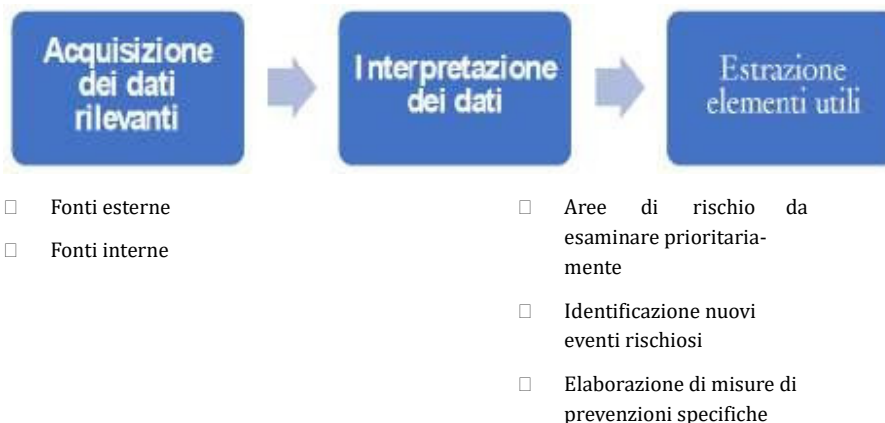 Acquisizione
dei dati
rilevanti
Interpretazione
dei dati
Estrazione
elementi utili
Fonti esterne
Fonti interne
Aree di rischio da
esaminare prioritaria-
mente
Identificazione nuovi
eventi rischiosi
Elaborazione di misure di
prevenzioni specifiche